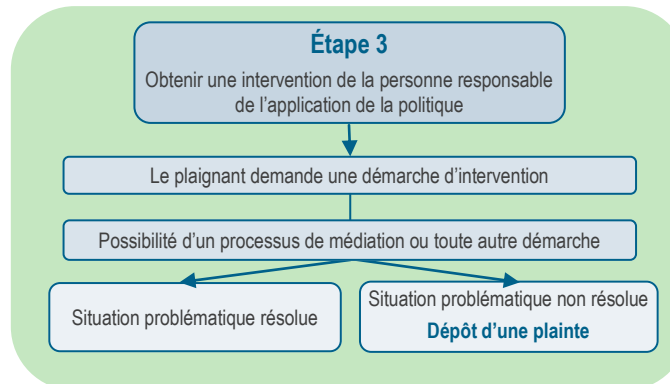 Étape 3
Obtenir une intervention de la personne responsable
de l'application de la politique
Le plaignant demande une démarche d'intervention
Possibilité d'un processus de médiation ou toute autre démarche
Situation problématique résolue
Situation problématique non résolue
Dépôt d'une plainte